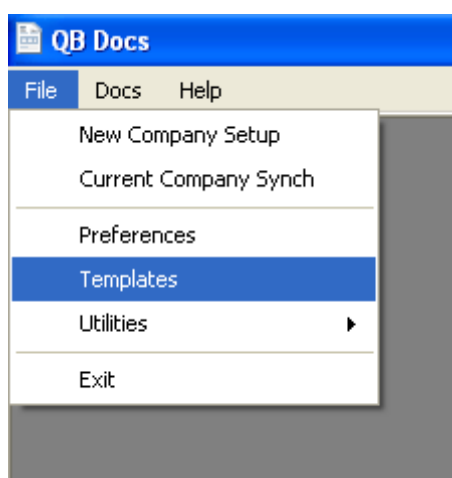 QB Docs
File Docs Help
New Company Setup
Current Company Synch
Preferences
Templates
Utilities
Exit